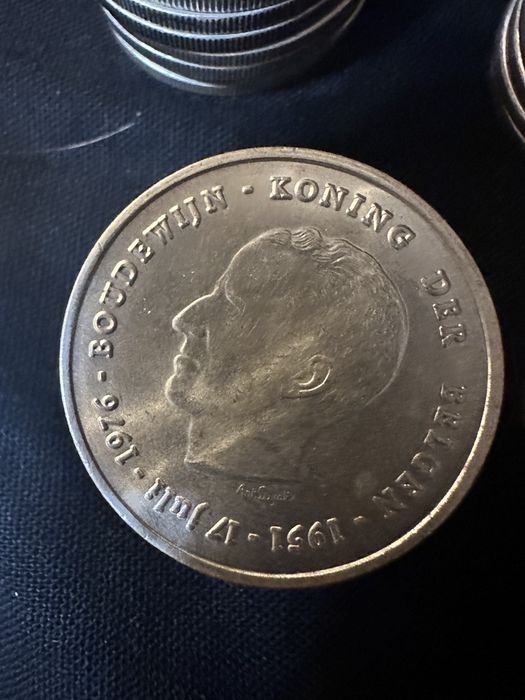 BOUDEWIJN - KONING DER BELGEN - 1951 - 17 juli - 1976 -